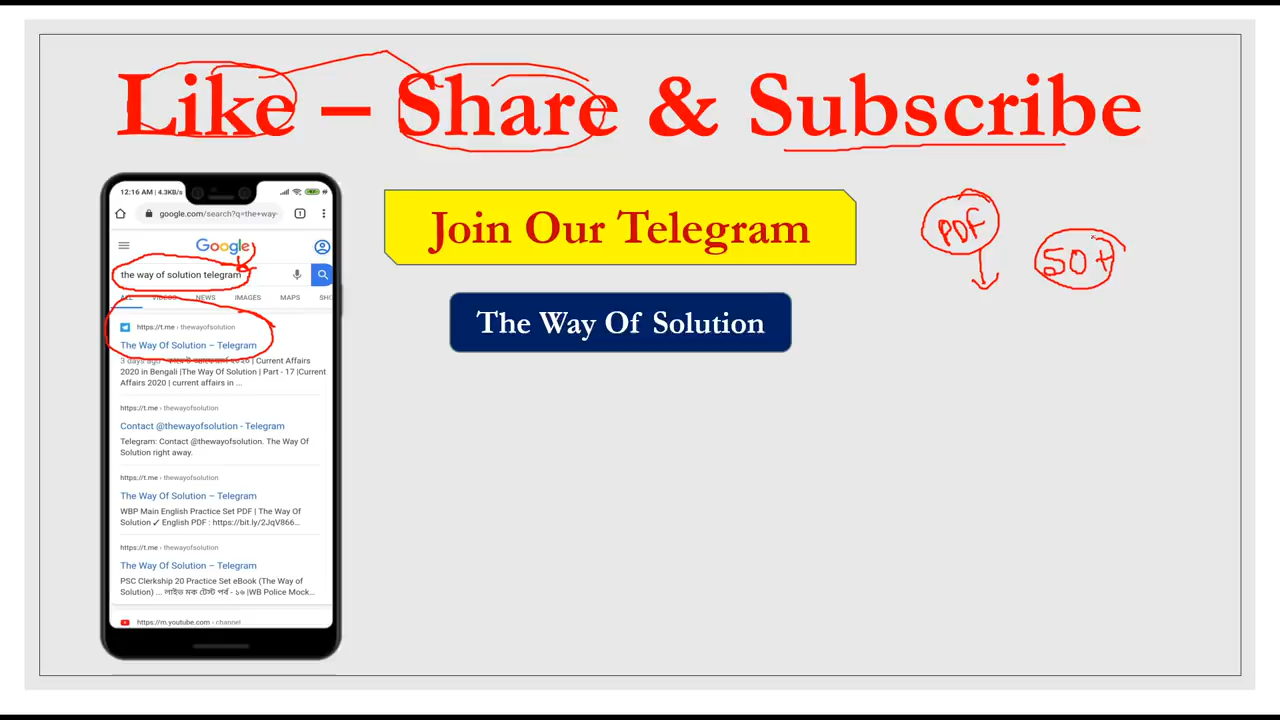 Like – Share & Subscribe
12:16 AM | 4.3KB/s
google.com/search?q=the+way-
1
Google
the way of solution telegram
ALL VIDEOS NEWS IMAGES MAPS SHO
https://t.me › thewayofsolution
The Way Of Solution – Telegram
3 days ago · কারেন্ট অ্যাফেয়ার্স ২০২০ | Current Affairs
2020 in Bengali |The Way Of Solution | Part - 17 |Current
Affairs 2020 | current affairs in ...
https://t.me › thewayofsolution
Contact @thewayofsolution - Telegram
Telegram: Contact @thewayofsolution. The Way Of
Solution right away.
https://t.me › thewayofsolution
The Way Of Solution – Telegram
WBP Main English Practice Set PDF | The Way Of
Solution ✓ English PDF : https://bit.ly/2JqV866...
https://t.me › thewayofsolution
The Way Of Solution – Telegram
PSC Clerkship 20 Practice Set eBook (The Way of
Solution) ... লাইভ মক টেস্ট পর্ব - ১৬ |WB Police Mock...
https://m.youtube.com › channel
Join Our Telegram
The Way Of Solution
PDF
50+